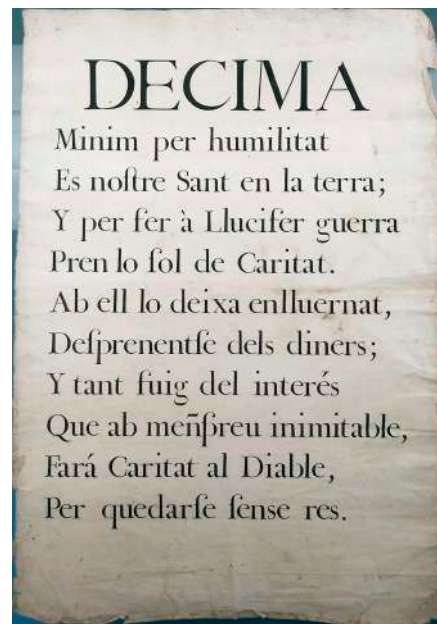 DECIMA
Minim per humilitat
Es noſtre Sant en la terra;
Y per fer à Llucifer guerra
Pren lo ſol de Caritat.
Ab ell lo deixa enlluernat,
Deſprenentſe dels diners;
Y tant fuig del interés
Que ab meñſpreu inimitable,
Fará Caritat al Diable,
Per quedarſe ſense res.